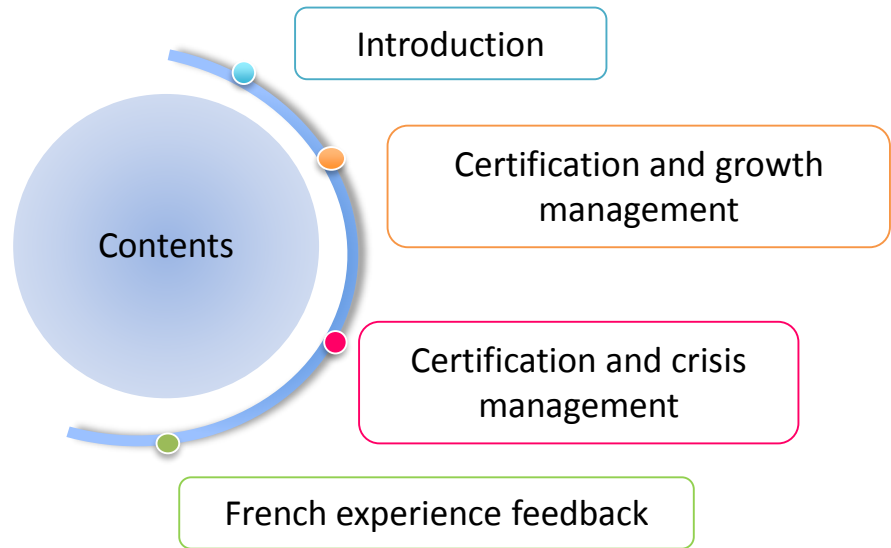 Introduction
Certification and growth
management
Contents
Certification and crisis
management
French experience feedback